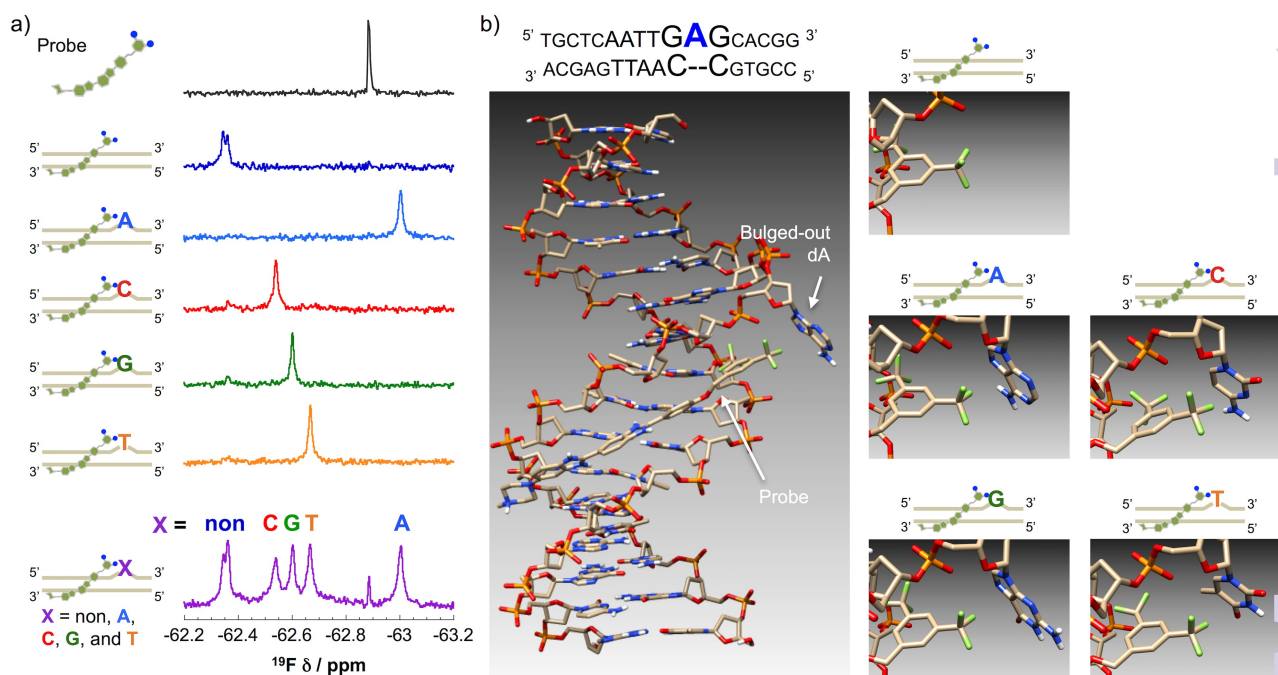 a)
Probe
5' 3'
3' 5'
A
5' 3'
3' 5'
C
5' 3'
3' 5'
G
5' 3'
3' 5'
T
5' 3'
3' 5'
X = non C G T A
X
5' 3'
3' 5'
X = non, A,
C, G, and T
-62.2 -62.4 -62.6 -62.8 -63 -63.2
19F δ / ppm
b)
5' TGCTCAATTGAGCACGG 3'
3' ACGAGTTAAC--CGTGCC 5'
Bulged-out
dA
Probe
5' 3'
3' 5'
A
5' 3'
3' 5'
C
5' 3'
3' 5'
G
5' 3'
3' 5'
T
5' 3'
3' 5'